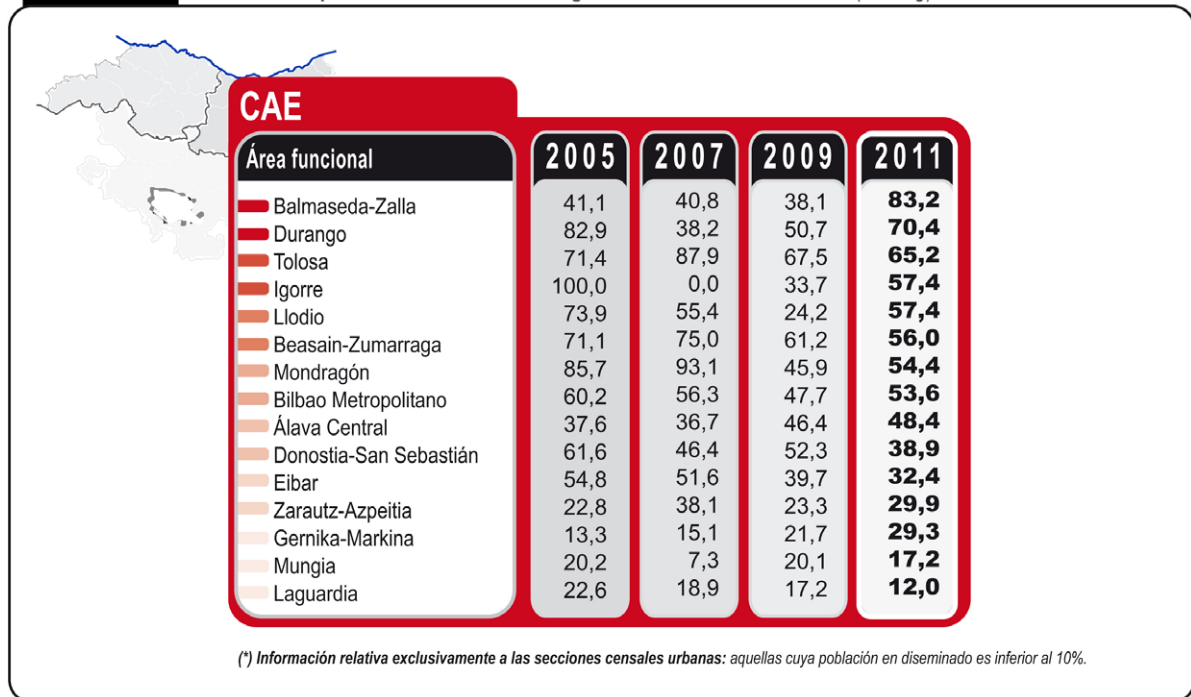 CAE
Área funcional 2005 2007 2009 2011
Balmaseda-Zalla 41,1 40,8 38,1 83,2
Durango 82,9 38,2 50,7 70,4
Tolosa 71,4 87,9 67,5 65,2
Igorre 100,0 0,0 33,7 57,4
Llodio 73,9 55,4 24,2 57,4
Beasain-Zumarraga 71,1 75,0 61,2 56,0
Mondragón 85,7 93,1 45,9 54,4
Bilbao Metropolitano 60,2 56,3 47,7 53,6
Álava Central 37,6 36,7 46,4 48,4
Donostia-San Sebastián 61,6 46,4 52,3 38,9
Eibar 54,8 51,6 39,7 32,4
Zarautz-Azpeitia 22,8 38,1 23,3 29,9
Gernika-Markina 13,3 15,1 21,7 29,3
Mungia 20,2 7,3 20,1 17,2
Laguardia 22,6 18,9 17,2 12,0
(*) Información relativa exclusivamente a las secciones censales urbanas: aquellas cuya población en diseminado es inferior al 10%.